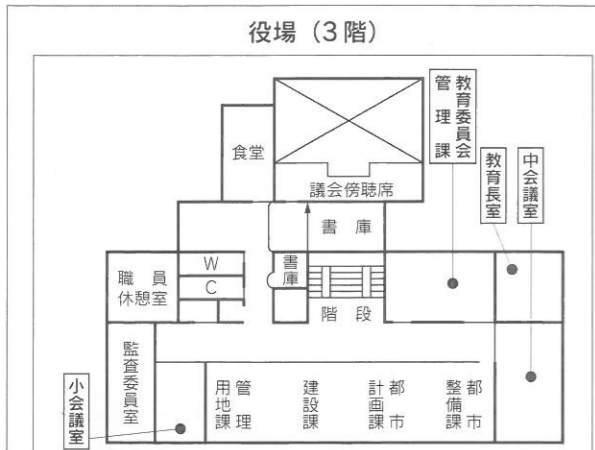 役場（3階）
教育委員会
管理課
教育長室
中会議室
食堂
議会傍聴席
書庫
書庫
職員
休憩室
W
C
階段
監査委員室
小会議室
管理
用地課
建設課
都市
計画課
都市
整備課